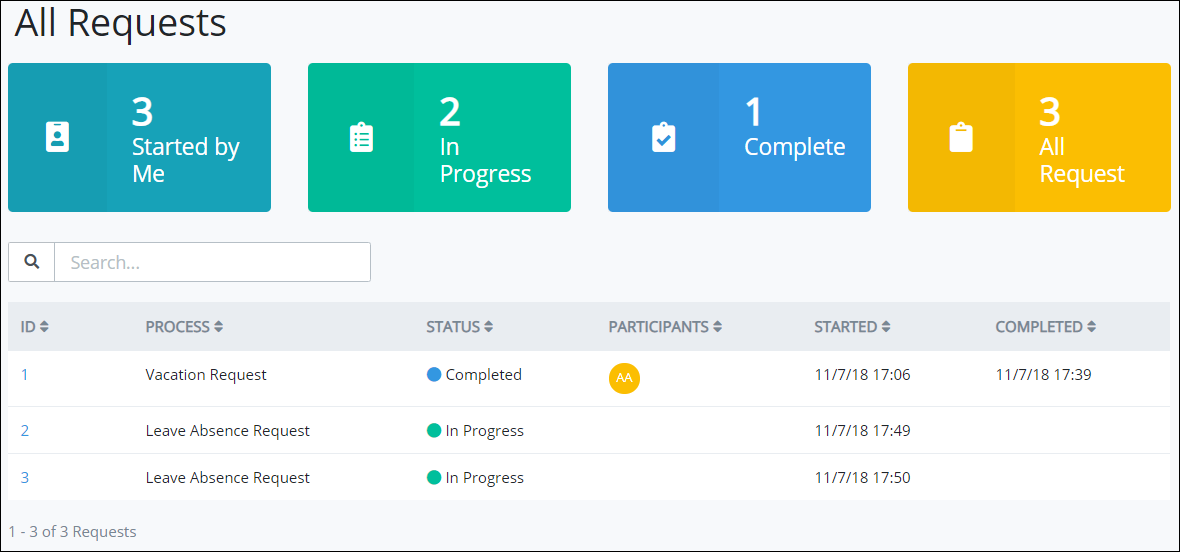 All Requests
3
Started by
Me
2
In
Progress
1
Complete
3
All
Request
Search...
ID PROCESS STATUS PARTICIPANTS STARTED COMPLETED
1 Vacation Request Completed AA 11/7/18 17:06 11/7/18 17:39
2 Leave Absence Request In Progress 11/7/18 17:49
3 Leave Absence Request In Progress 11/7/18 17:50
1 - 3 of 3 Requests